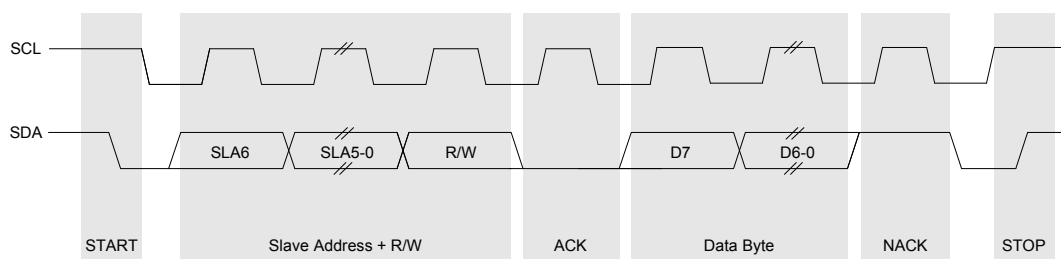 SCL
SDA
SLA6 SLA5-0 R/W D7 D6-0
START Slave Address + R/W ACK Data Byte NACK STOP